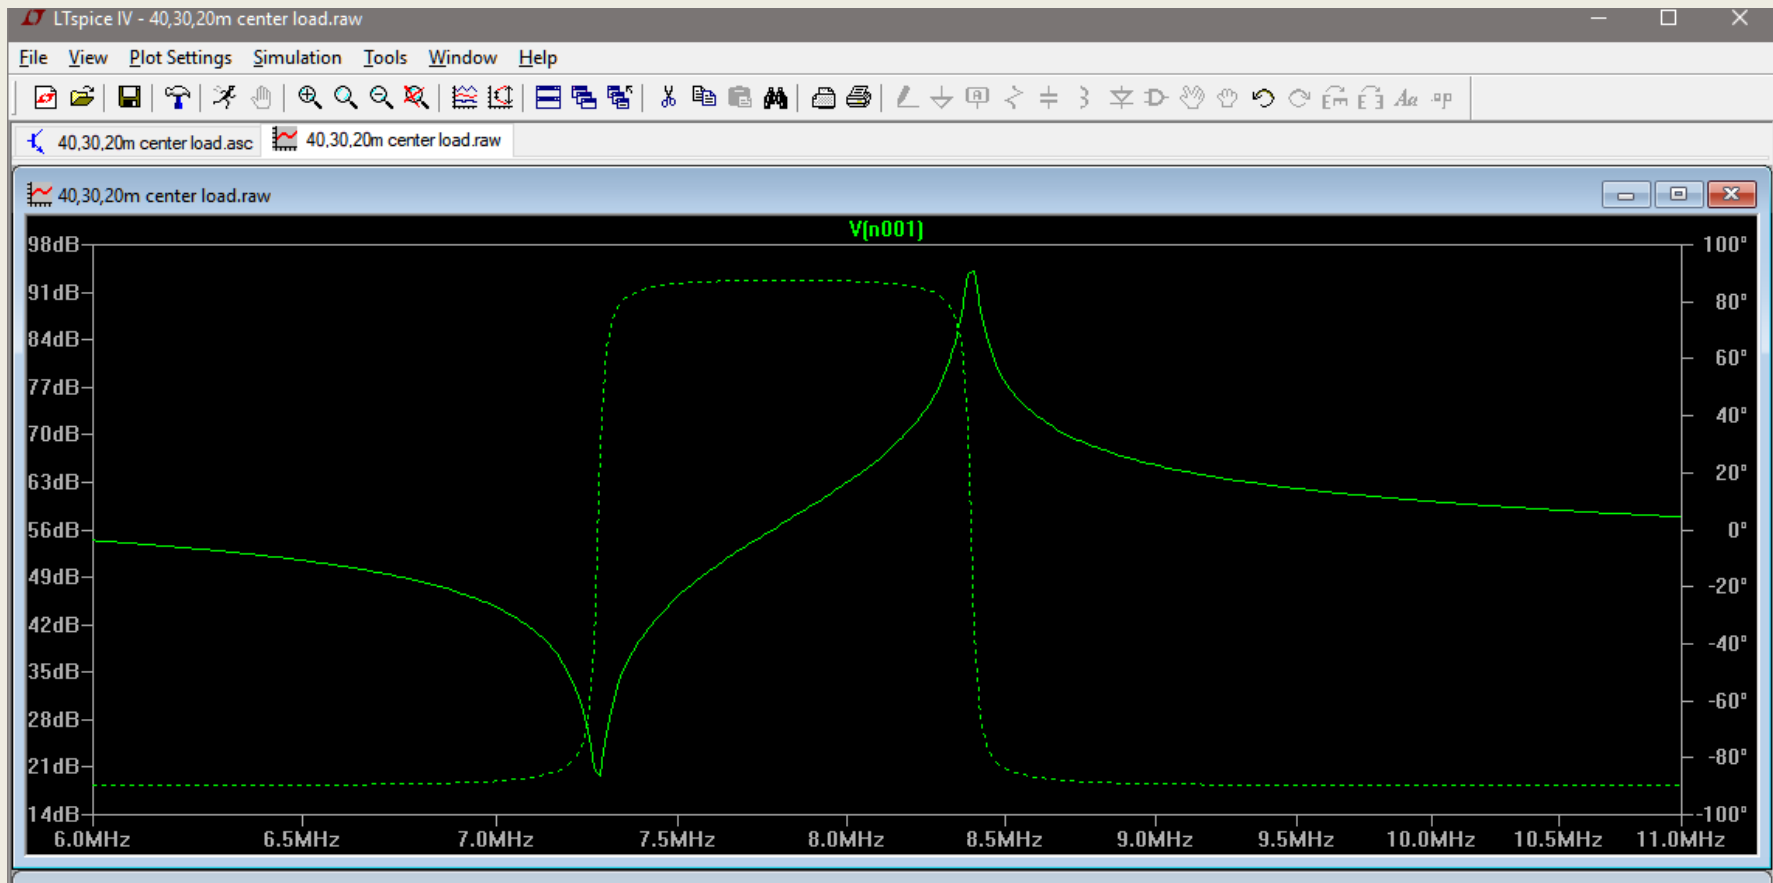 LTspice IV - 40,30,20m center load.raw
File View Plot Settings Simulation Tools Window Help
40,30,20m center load.asc 40,30,20m center load.raw
40,30,20m center load.raw
V(n001)
98dB 100°
91dB 80°
84dB 60°
77dB 40°
70dB 20°
63dB 0°
56dB -20°
49dB -40°
42dB -60°
35dB -80°
28dB -100°
21dB
14dB
6.0MHz 6.5MHz 7.0MHz 7.5MHz 8.0MHz 8.5MHz 9.0MHz 9.5MHz 10.0MHz 10.5MHz 11.0MHz